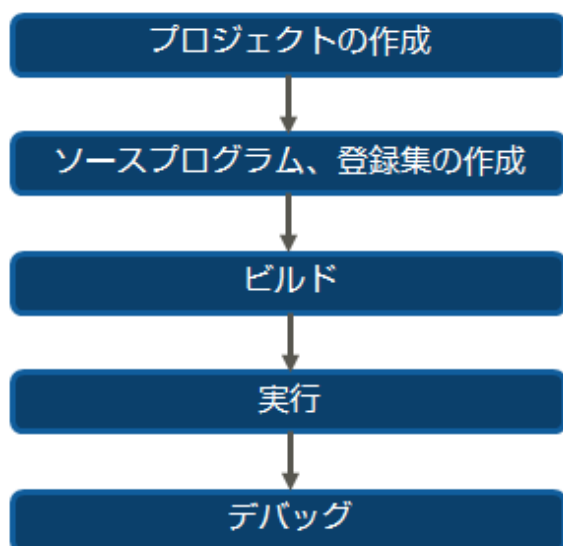 プロジェクトの作成
ソースプログラム、登録集の作成
ビルド
実行
デバッグ